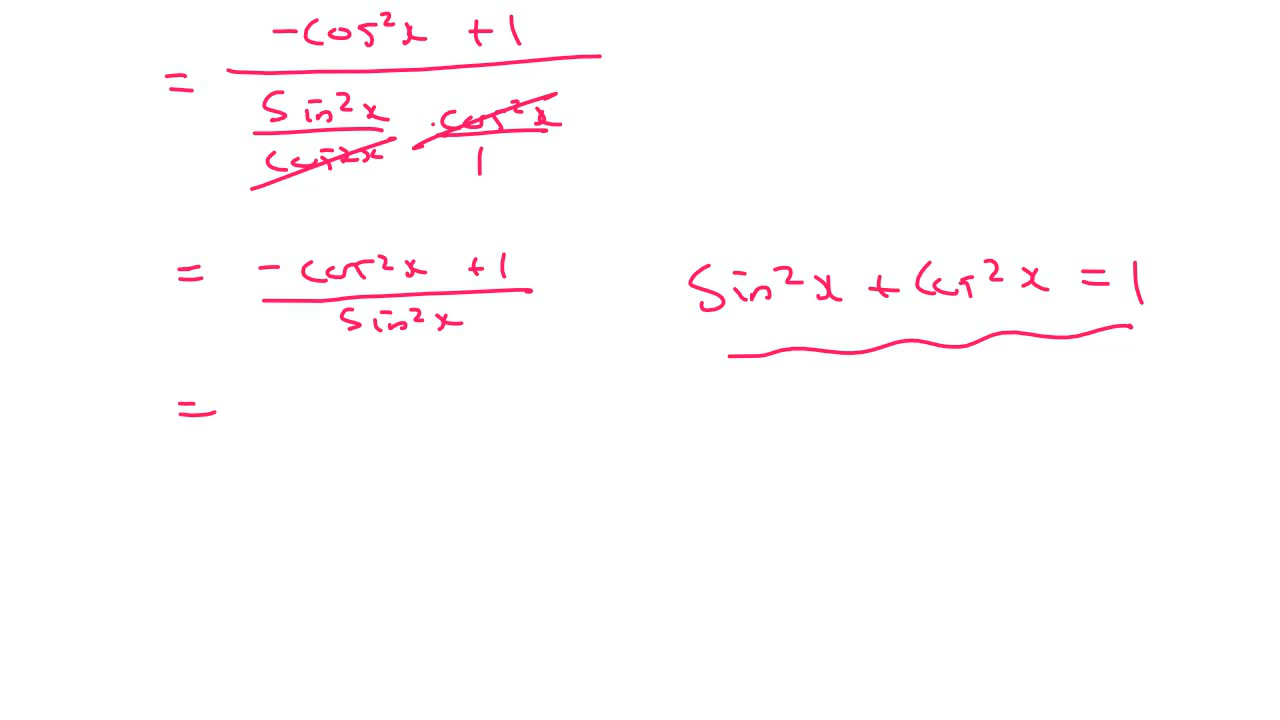 -cos²x + 1
=
sin²x · cos²x
cos²x 1
= -cos²x + 1
sin²x
sin²x + cos²x = 1
=